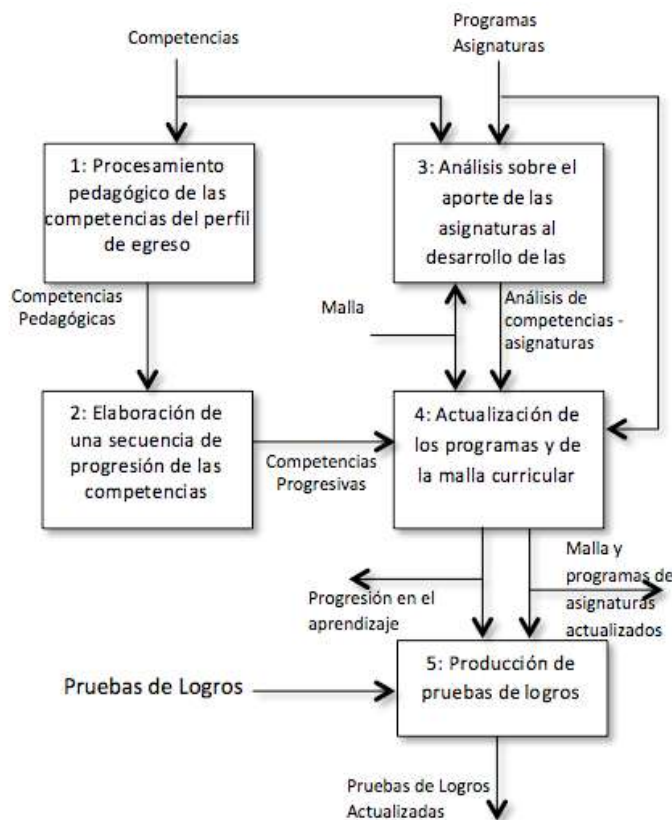 Competencias
Programas
Asignaturas
1: Procesamiento
pedagógico de las
competencias del perfil
de egreso
3: Análisis sobre el
aporte de las
asignaturas al
desarrollo de las
Competencias
Pedagógicas
Malla
Análisis de
competencias -
asignaturas
2: Elaboración de
una secuencia de
progresión de las
competencias
Competencias
Progresivas
4: Actualización de
los programas y de
la malla curricular
Progresión en el
aprendizaje
Malla y
programas de
asignaturas
actualizados
Pruebas de Logros
5: Producción de
pruebas de logros
Pruebas de Logros
Actualizadas